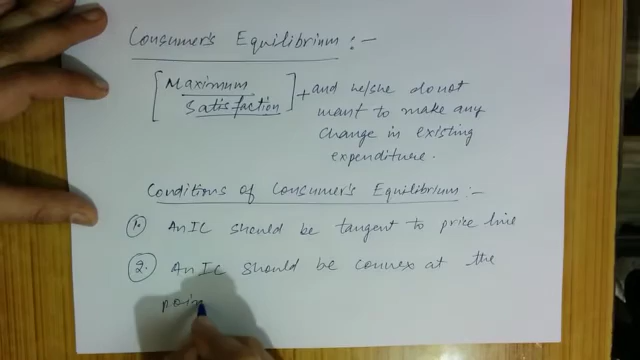 Consumer's Equilibrium :-
[Maximum Satisfaction] + and he/she do not
want to make any
change in existing
expenditure.
Conditions of Consumer's Equilibrium :-
1. An IC should be tangent to price line
2. An IC should be convex at the
poin